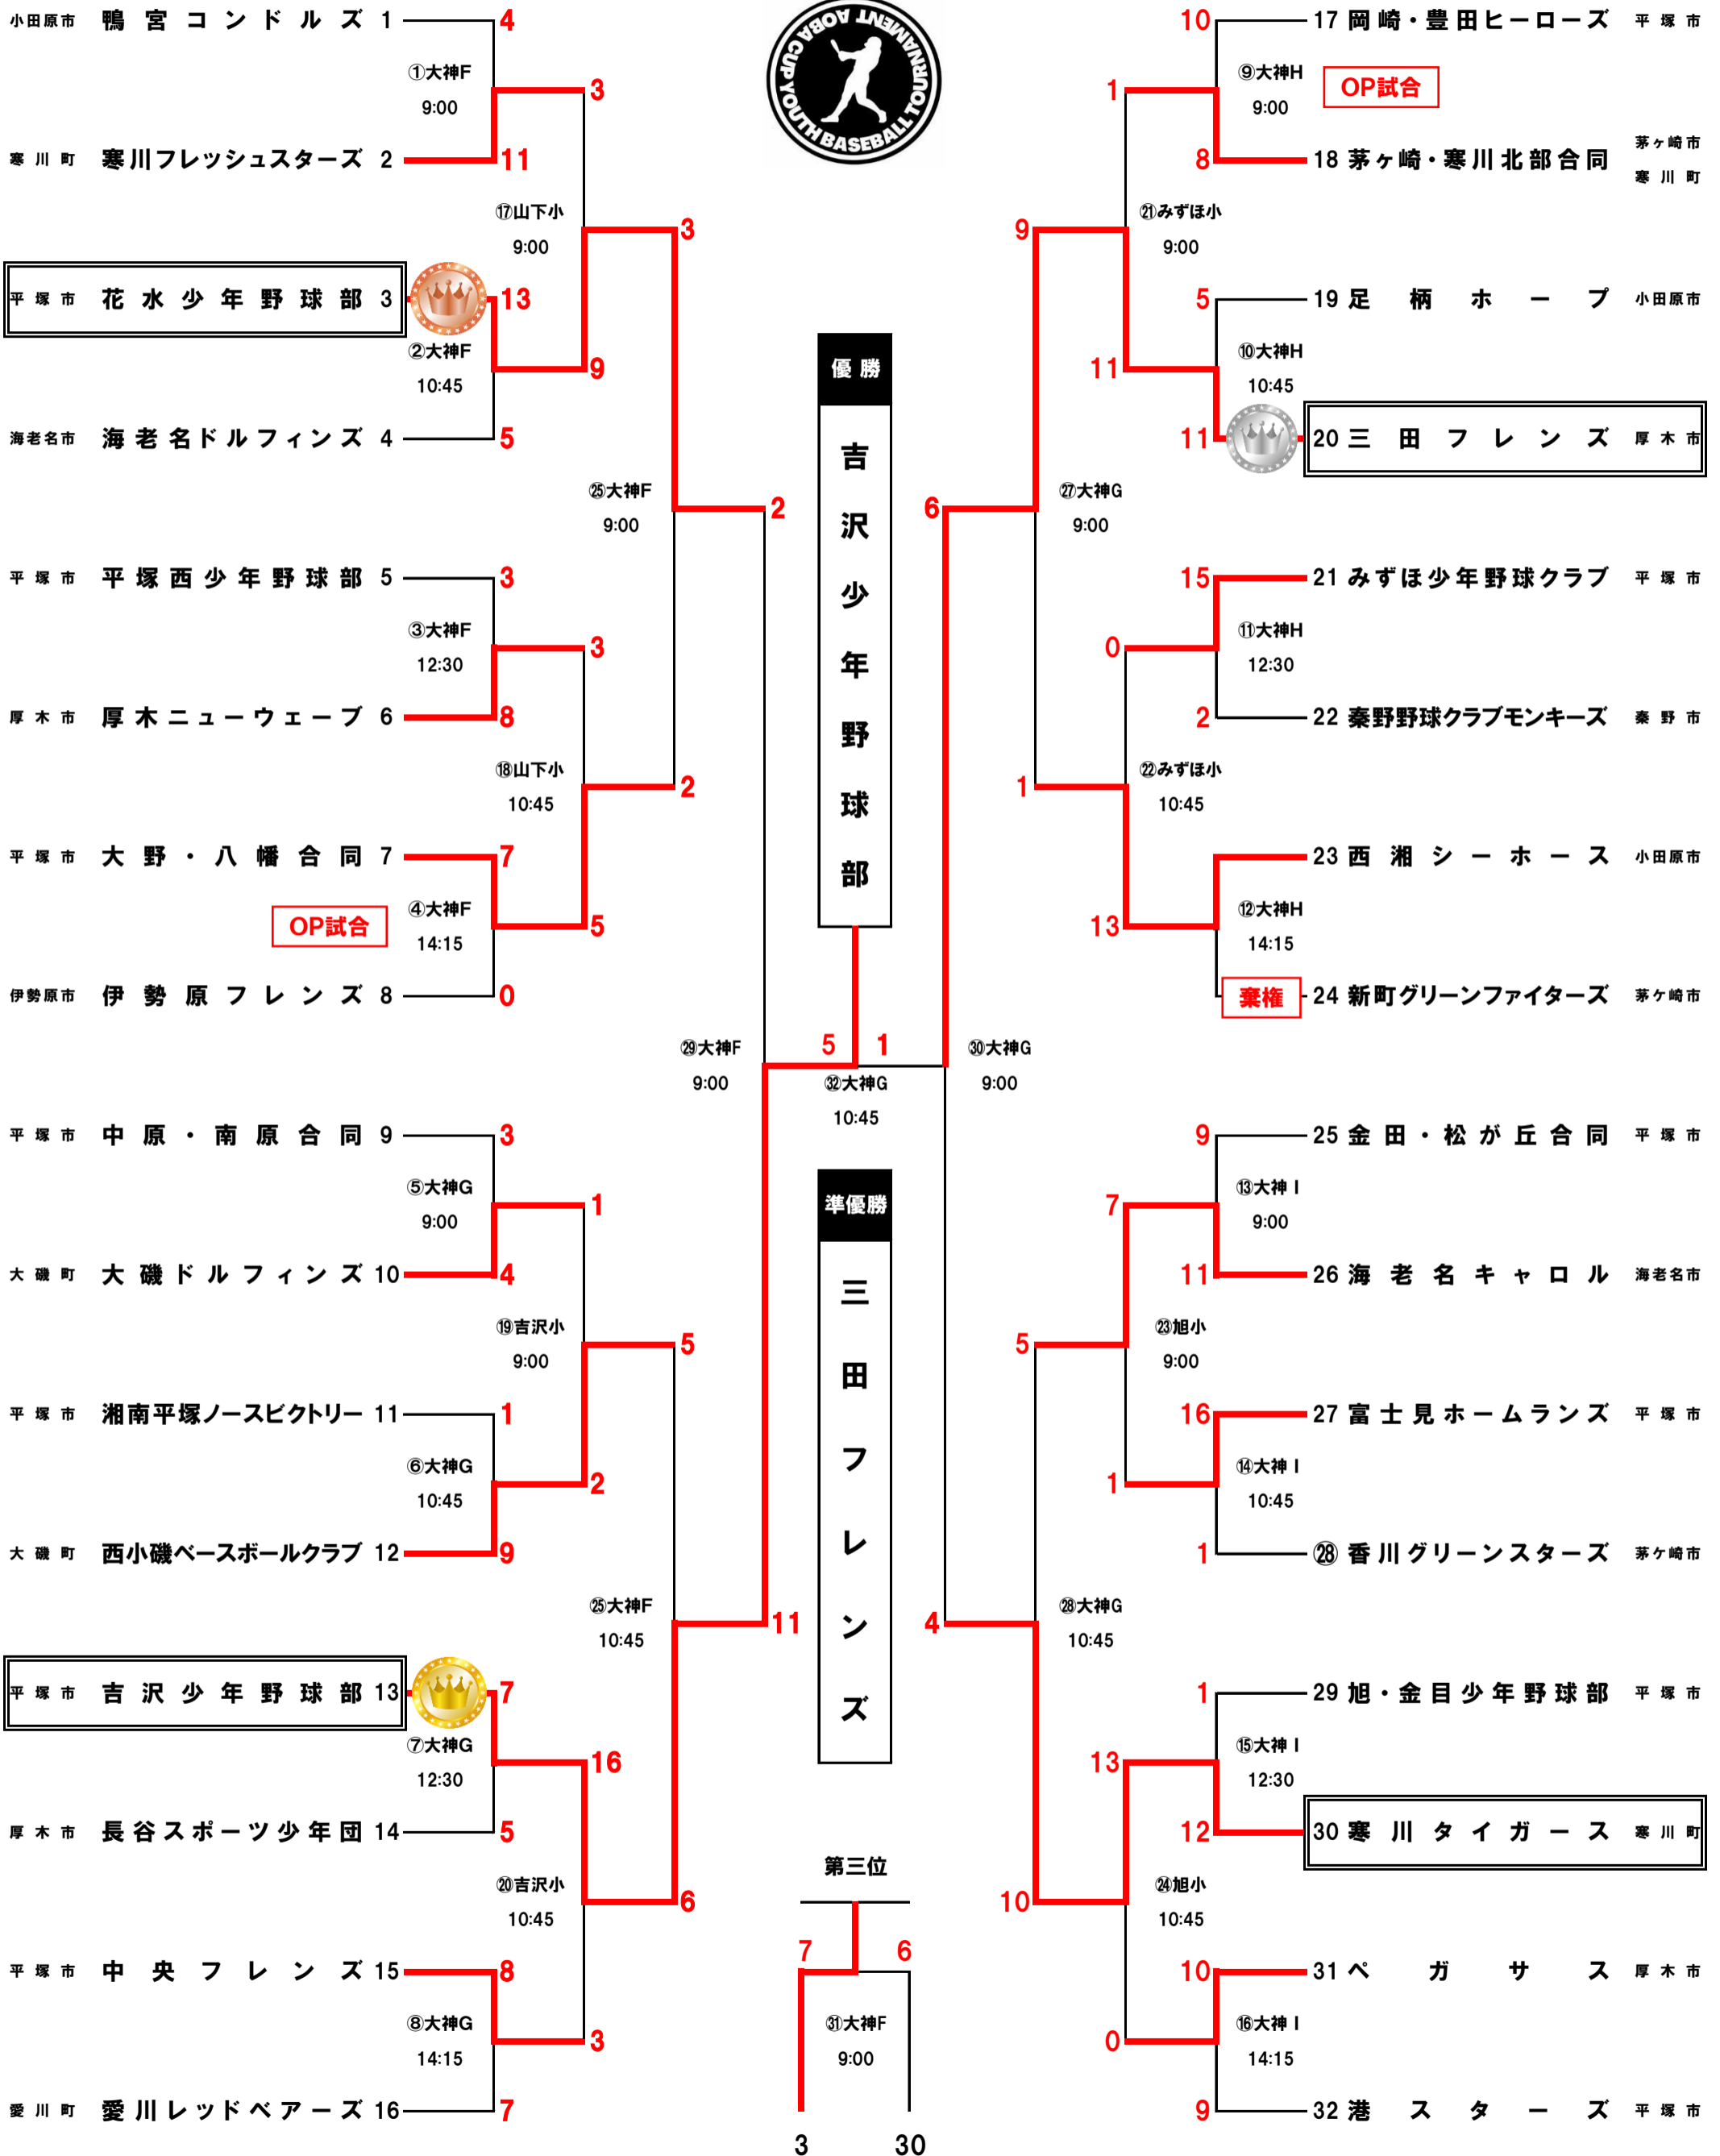 AOBA CUP YOUTH BASEBALL TOURNAMENT
小田原市 鴨宮コンドルズ 1 4
①大神F
9:00
3
寒川町 寒川フレッシュスターズ 2 11
⑰山下小
9:00
3
平塚市 花水少年野球部 3 13
②大神F
10:45
9
海老名市 海老名ドルフィンズ 4 5
㉕大神F
9:00
2
平塚市 平塚西少年野球部 5 3
③大神F
12:30
3
厚木市 厚木ニューウェーブ 6 8
⑱山下小
10:45
2
平塚市 大野・八幡合同 7 7
OP試合
④大神F
14:15
5
伊勢原市 伊勢原フレンズ 8 0
㉙大神F
9:00
平塚市 中原・南原合同 9 3
⑤大神G
9:00
1
大磯町 大磯ドルフィンズ 10 4
⑲吉沢小
9:00
5
平塚市 湘南平塚ノースビクトリー 11 1
⑥大神G
10:45
2
大磯町 西小磯ベースボールクラブ 12 9
㉕大神F
10:45
11
平塚市 吉沢少年野球部 13 7
⑦大神G
12:30
16
厚木市 長谷スポーツ少年団 14 5
⑳吉沢小
10:45
6
平塚市 中央フレンズ 15 8
⑧大神G
14:15
3
愛川町 愛川レッドベアーズ 16 7
優勝
吉沢少年野球部
5 1
㉜大神G
10:45
準優勝
三田フレンズ
第三位
7 6
㉛大神F
9:00
3 30
10 17 岡崎・豊田ヒーローズ 平塚市
⑨大神H
9:00
OP試合
1
8 18 茅ヶ崎・寒川北部合同 茅ヶ崎市
寒川町
㉑みずほ小
9:00
9
5 19 足柄ホープ 小田原市
⑩大神H
10:45
11
11 20 三田フレンズ 厚木市
㉗大神G
9:00
6
15 21 みずほ少年野球クラブ 平塚市
⑪大神H
12:30
0
2 22 秦野野球クラブモンキーズ 秦野市
㉒みずほ小
10:45
1
23 西湘シーホース 小田原市
⑫大神H
14:15
13
棄権 24 新町グリーンファイターズ 茅ケ崎市
㉚大神G
9:00
9 25 金田・松が丘合同 平塚市
⑬大神I
9:00
7
11 26 海老名キャロル 海老名市
㉓旭小
9:00
5
16 27 富士見ホームランズ 平塚市
⑭大神I
10:45
1
1 ㉘ 香川グリーンスターズ 茅ケ崎市
㉘大神G
10:45
4
1 29 旭・金目少年野球部 平塚市
⑮大神I
12:30
13
12 30 寒川タイガース 寒川町
㉔旭小
10:45
10
10 31 ペガサス 厚木市
⑯大神I
14:15
0
9 32 港スターズ 平塚市